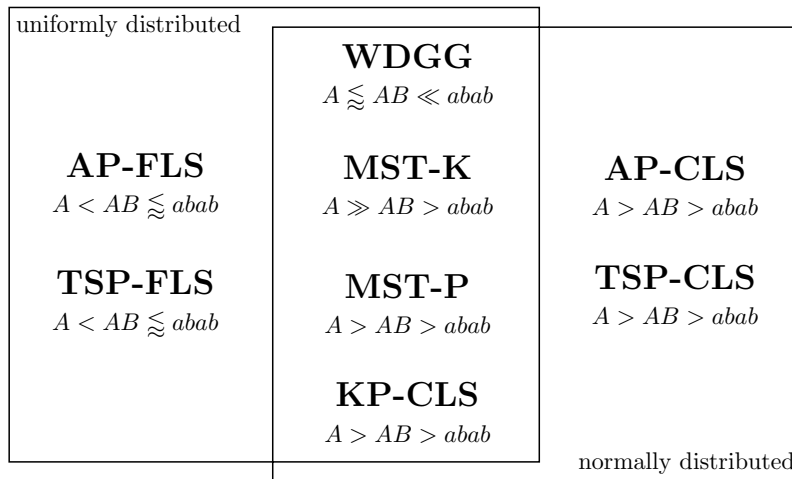 uniformly distributed
WDGG
A ⪅ AB ≪ abab
AP-FLS
A < AB ⪅ abab
MST-K
A ≫ AB > abab
AP-CLS
A > AB > abab
TSP-FLS
A < AB ⪅ abab
MST-P
A > AB > abab
TSP-CLS
A > AB > abab
KP-CLS
A > AB > abab
normally distributed